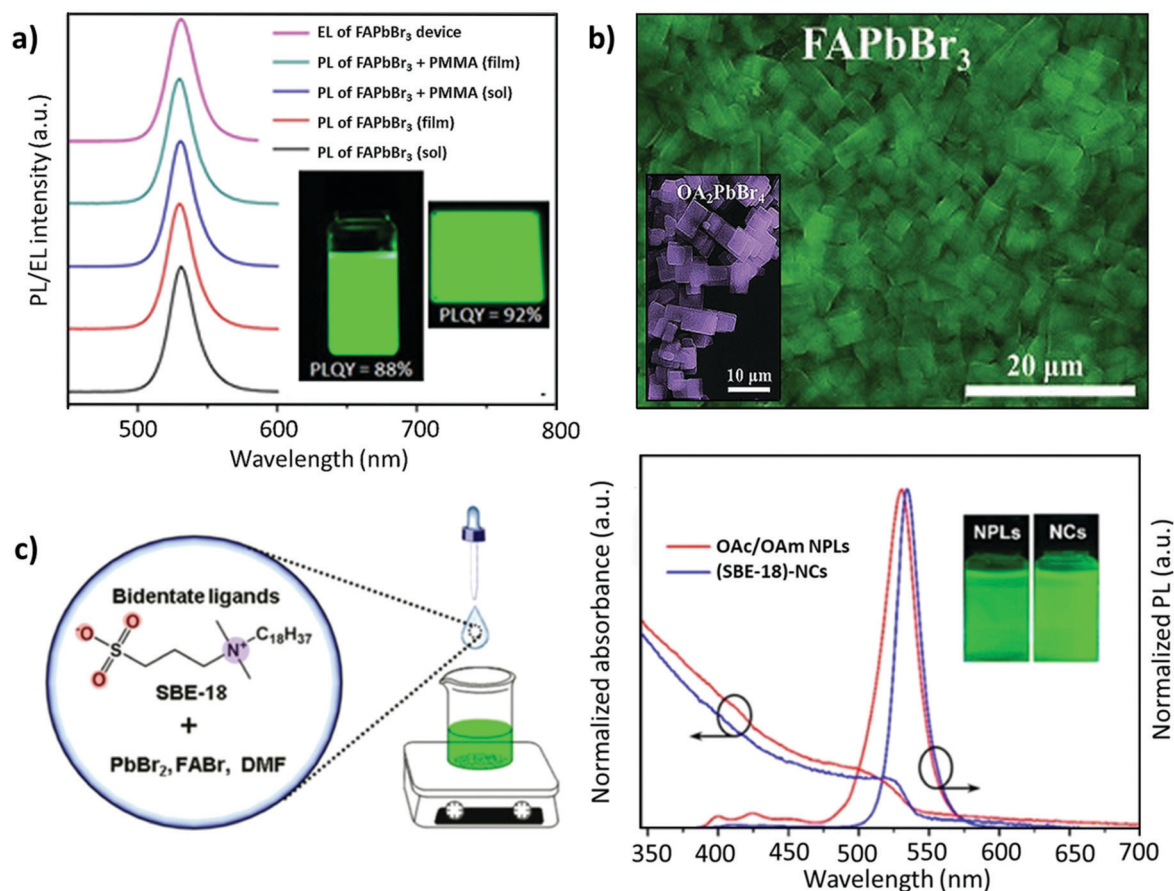 a)
PL/EL intensity (a.u.)
EL of FAPbBr₃ device
PL of FAPbBr₃ + PMMA (film)
PL of FAPbBr₃ + PMMA (sol)
PL of FAPbBr₃ (film)
PL of FAPbBr₃ (sol)
PLQY = 88%
PLQY = 92%
500 600 700 800
Wavelength (nm)
b)
FAPbBr₃
OA₂PbBr₄
10 µm
20 µm
c)
Bidentate ligands
⁻O
O
S
O
N⁺
C₁₈H₃₇
SBE-18
+
PbBr₂, FABr, DMF
Normalized absorbance (a.u.)
OAc/OAm NPLs
(SBE-18)-NCs
NPLs NCs
Normalized PL (a.u.)
350 400 450 500 550 600 650 700
Wavelength (nm)